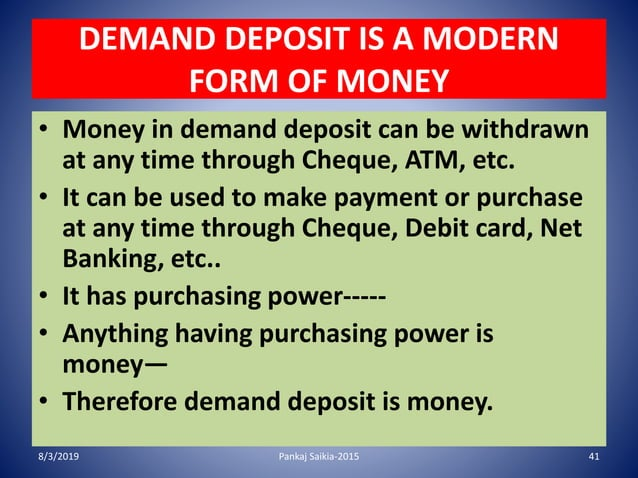 DEMAND DEPOSIT IS A MODERN
FORM OF MONEY
• Money in demand deposit can be withdrawn
at any time through Cheque, ATM, etc.
• It can be used to make payment or purchase
at any time through Cheque, Debit card, Net
Banking, etc..
• It has purchasing power-----
• Anything having purchasing power is
money—
• Therefore demand deposit is money.
8/3/2019 Pankaj Saikia-2015 41